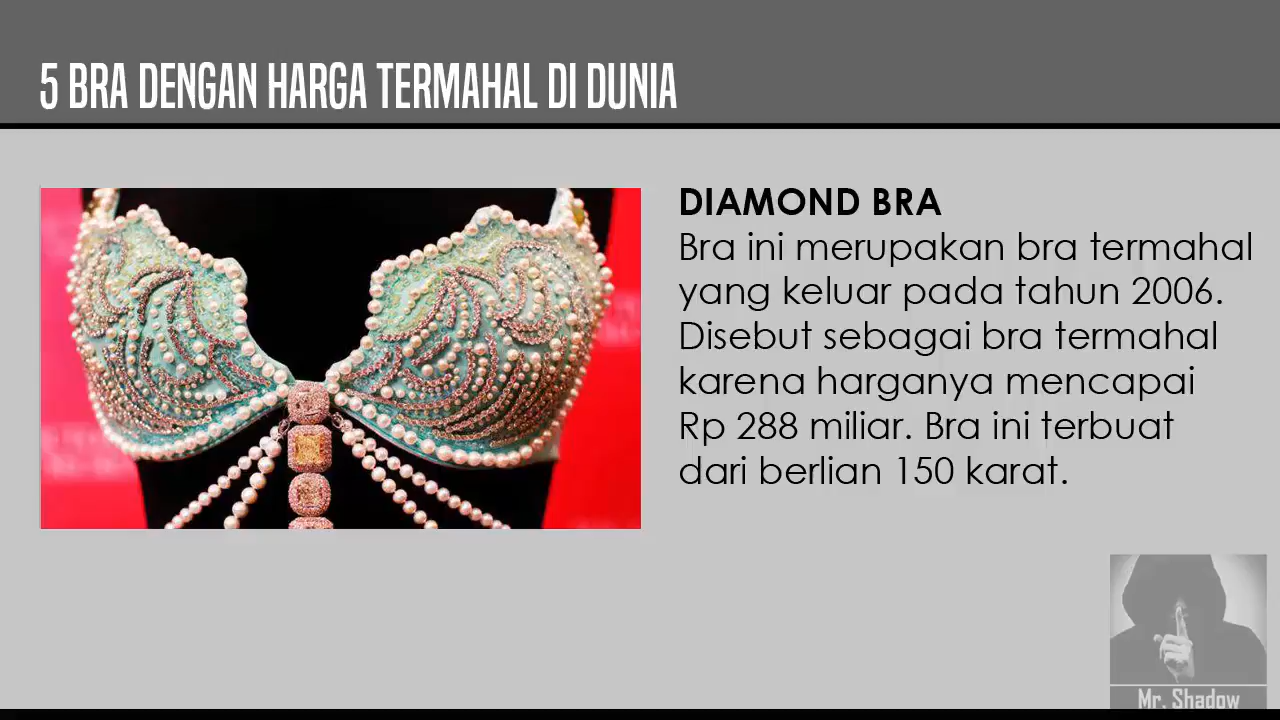 5 BRA DENGAN HARGA TERMAHAL DI DUNIA
DIAMOND BRA
Bra ini merupakan bra termahal
yang keluar pada tahun 2006.
Disebut sebagai bra termahal
karena harganya mencapai
Rp 288 miliar. Bra ini terbuat
dari berlian 150 karat.
Mr. Shadow